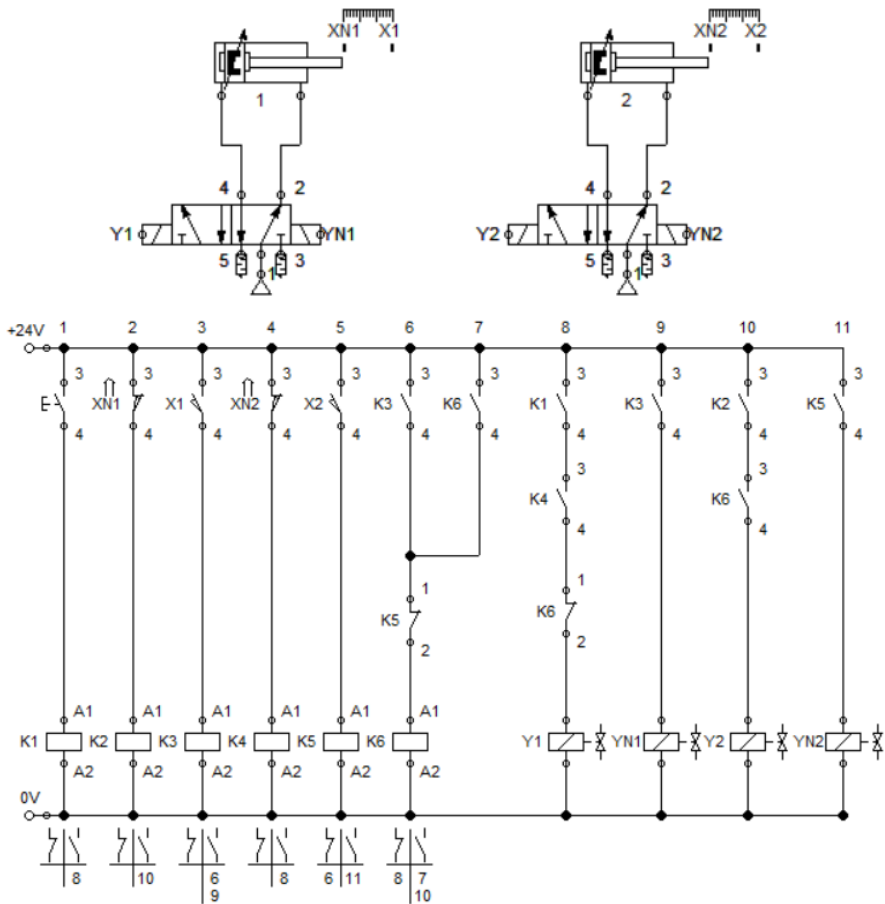 XN1 X1 XN2 X2
1 2
4 2 4 2
Y1 YN1 Y2 YN2
5 1 3 5 1 3
1 2 3 4 5 6 7 8 9 10 11
+24V
3 3 3 3 3 3 3 3 3 3 3
E XN1 X1 XN2 X2 K3 K6 K1 K3 K2 K5
4 4 4 4 4 4 4 4 4 4 4
3 3
K4 K6
4 4
1 1
K5 K6
2 2
A1 A1 A1 A1 A1 A1
K1 K2 K3 K4 K5 K6 Y1 YN1 Y2 YN2
A2 A2 A2 A2 A2 A2
0V
8 10 6 8 6 11 8 7
9 10